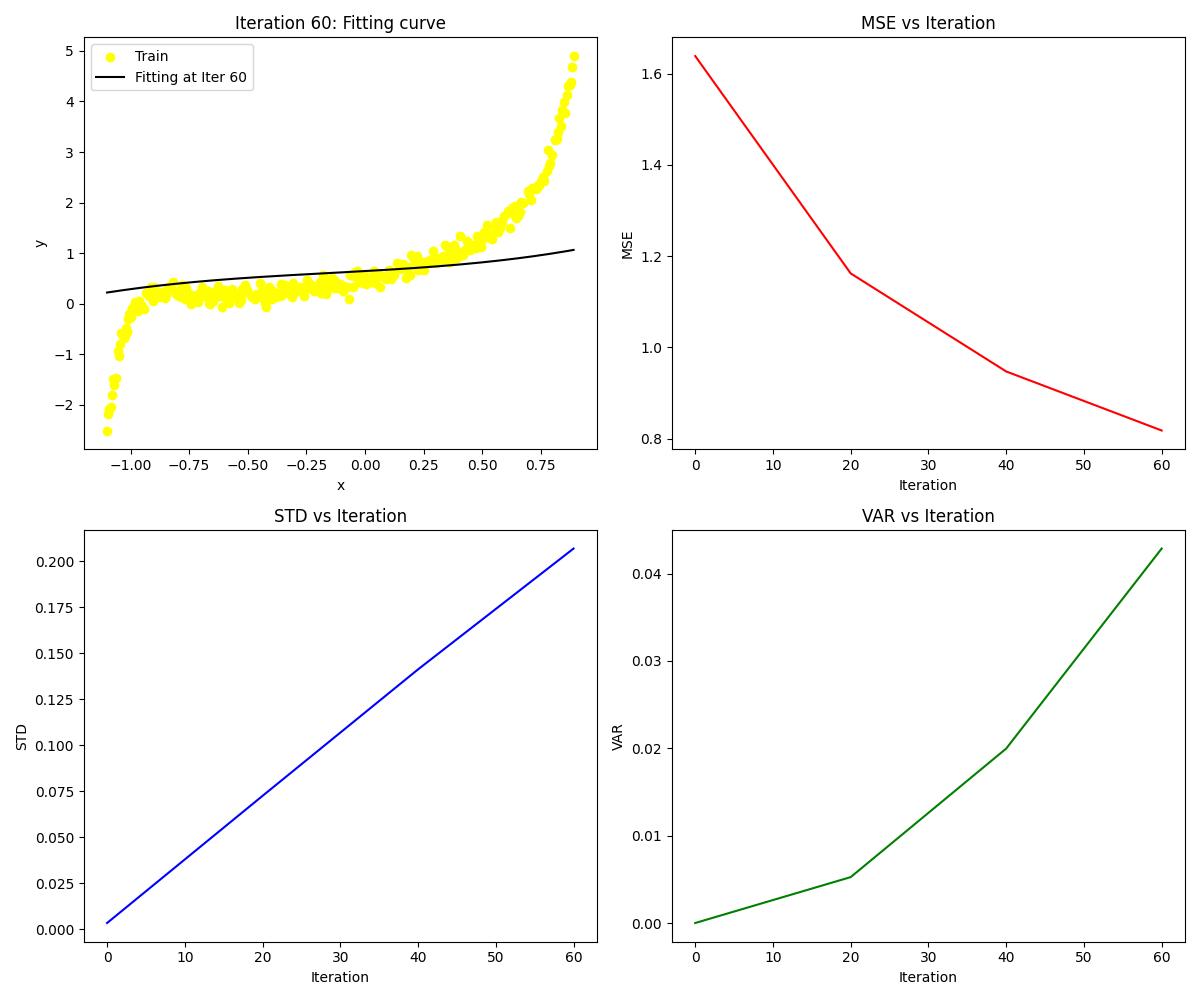 Iteration 60: Fitting curve
Train
Fitting at Iter 60
5
4
3
2
1
0
−1
−2
y
−1.00 −0.75 −0.50 −0.25 0.00 0.25 0.50 0.75
x
MSE vs Iteration
1.6
1.4
1.2
1.0
0.8
MSE
0 10 20 30 40 50 60
Iteration
STD vs Iteration
0.200
0.175
0.150
0.125
0.100
0.075
0.050
0.025
0.000
STD
0 10 20 30 40 50 60
Iteration
VAR vs Iteration
0.04
0.03
0.02
0.01
0.00
VAR
0 10 20 30 40 50 60
Iteration